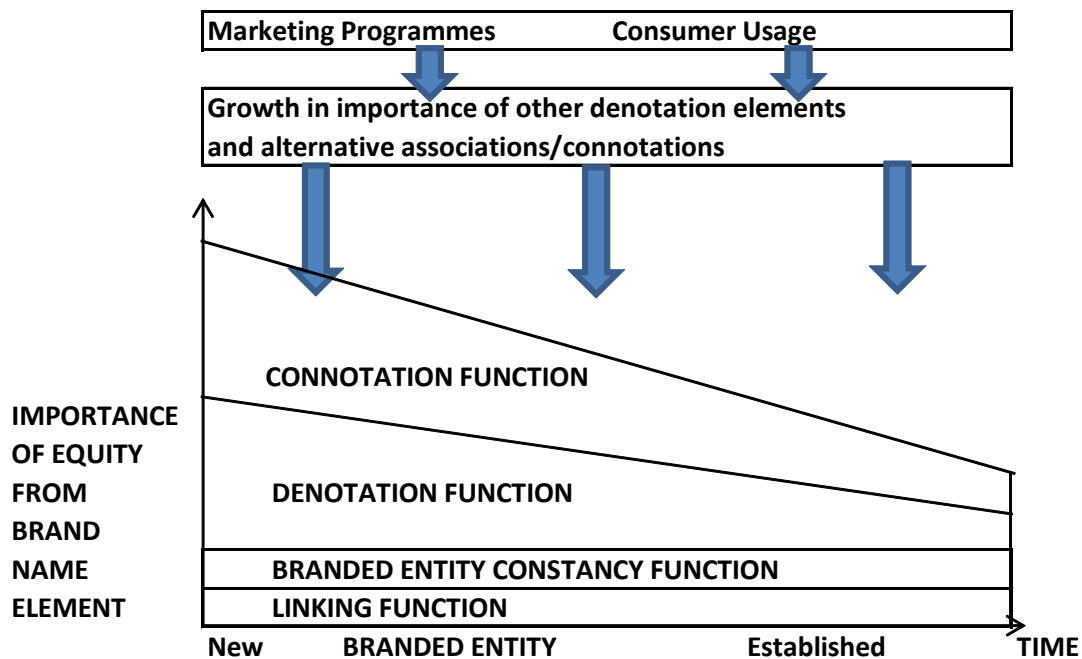 Marketing Programmes Consumer Usage
Growth in importance of other denotation elements
and alternative associations/connotations
CONNOTATION FUNCTION
IMPORTANCE
OF EQUITY
FROM
BRAND
NAME
ELEMENT
DENOTATION FUNCTION
BRANDED ENTITY CONSTANCY FUNCTION
LINKING FUNCTION
New BRANDED ENTITY Established TIME